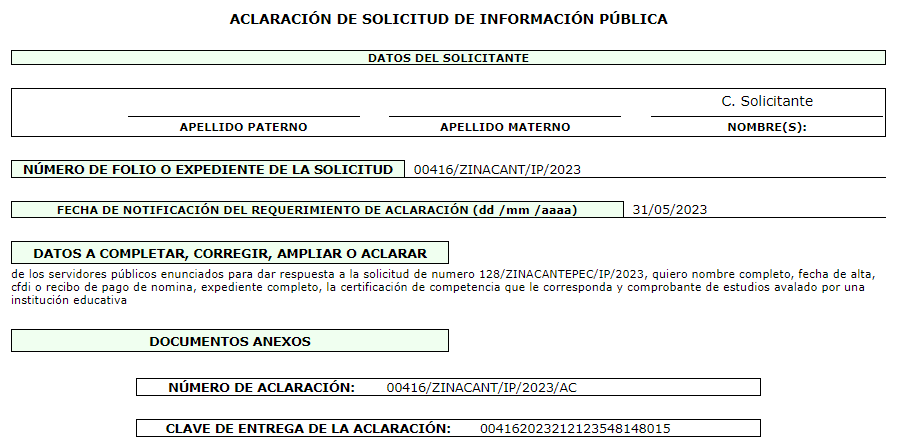 ACLARACIÓN DE SOLICITUD DE INFORMACIÓN PÚBLICA
DATOS DEL SOLICITANTE
C. Solicitante
APELLIDO PATERNO APELLIDO MATERNO NOMBRE(S):
NÚMERO DE FOLIO O EXPEDIENTE DE LA SOLICITUD 00416/ZINACANT/IP/2023
FECHA DE NOTIFICACIÓN DEL REQUERIMIENTO DE ACLARACIÓN (dd /mm /aaaa) 31/05/2023
DATOS A COMPLETAR, CORREGIR, AMPLIAR O ACLARAR
de los servidores públicos enunciados para dar respuesta a la solicitud de numero 128/ZINACANTEPEC/IP/2023, quiero nombre completo, fecha de alta,
cfdi o recibo de pago de nomina, expediente completo, la certificación de competencia que le corresponda y comprobante de estudios avalado por una
institución educativa
DOCUMENTOS ANEXOS
NÚMERO DE ACLARACIÓN: 00416/ZINACANT/IP/2023/AC
CLAVE DE ENTREGA DE LA ACLARACIÓN: 004162023212123548148015